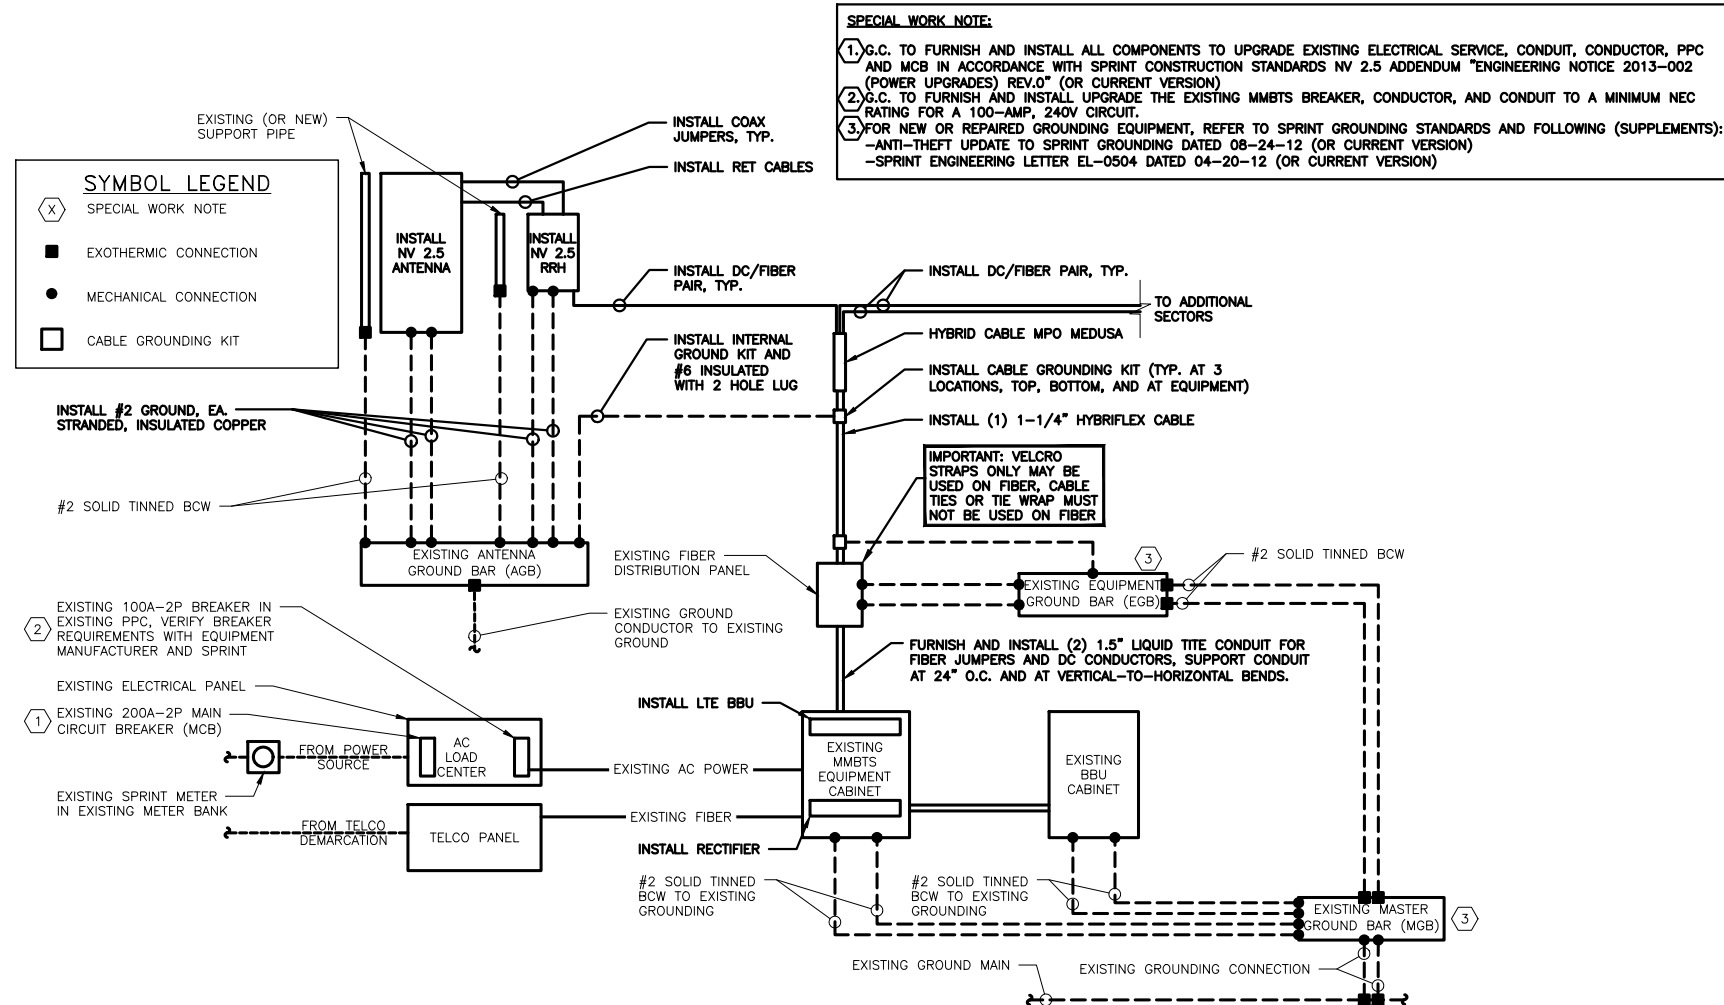 SPECIAL WORK NOTE:
1. G.C. TO FURNISH AND INSTALL ALL COMPONENTS TO UPGRADE EXISTING ELECTRICAL SERVICE, CONDUIT, CONDUCTOR, PPC
AND MCB IN ACCORDANCE WITH SPRINT CONSTRUCTION STANDARDS NV 2.5 ADDENDUM "ENGINEERING NOTICE 2013-002
(POWER UPGRADES) REV.0" (OR CURRENT VERSION)
2. G.C. TO FURNISH AND INSTALL UPGRADE THE EXISTING MMBTS BREAKER, CONDUCTOR, AND CONDUIT TO A MINIMUM NEC
RATING FOR A 100-AMP, 240V CIRCUIT.
3. FOR NEW OR REPAIRED GROUNDING EQUIPMENT, REFER TO SPRINT GROUNDING STANDARDS AND FOLLOWING (SUPPLEMENTS):
-ANTI-THEFT UPDATE TO SPRINT GROUNDING DATED 08-24-12 (OR CURRENT VERSION)
-SPRINT ENGINEERING LETTER EL-0504 DATED 04-20-12 (OR CURRENT VERSION)
SYMBOL LEGEND
X SPECIAL WORK NOTE
EXOTHERMIC CONNECTION
MECHANICAL CONNECTION
CABLE GROUNDING KIT
EXISTING (OR NEW)
SUPPORT PIPE
INSTALL COAX
JUMPERS, TYP.
INSTALL RET CABLES
INSTALL
NV 2.5
ANTENNA
INSTALL
NV 2.5
RRH
INSTALL DC/FIBER
PAIR, TYP.
INSTALL DC/FIBER PAIR, TYP.
TO ADDITIONAL
SECTORS
HYBRID CABLE MPO MEDUSA
INSTALL INTERNAL
GROUND KIT AND
#6 INSULATED
WITH 2 HOLE LUG
INSTALL CABLE GROUNDING KIT (TYP. AT 3
LOCATIONS, TOP, BOTTOM, AND AT EQUIPMENT)
INSTALL (1) 1-1/4" HYBRIFLEX CABLE
INSTALL #2 GROUND, EA.
STRANDED, INSULATED COPPER
IMPORTANT: VELCRO
STRAPS ONLY MAY BE
USED ON FIBER, CABLE
TIES OR TIE WRAP MUST
NOT BE USED ON FIBER
#2 SOLID TINNED BCW
EXISTING ANTENNA
GROUND BAR (AGB)
EXISTING FIBER
DISTRIBUTION PANEL
3
#2 SOLID TINNED BCW
EXISTING EQUIPMENT
GROUND BAR (EGB)
2
EXISTING 100A-2P BREAKER IN
EXISTING PPC, VERIFY BREAKER
REQUIREMENTS WITH EQUIPMENT
MANUFACTURER AND SPRINT
EXISTING GROUND
CONDUCTOR TO EXISTING
GROUND
FURNISH AND INSTALL (2) 1.5" LIQUID TITE CONDUIT FOR
FIBER JUMPERS AND DC CONDUCTORS, SUPPORT CONDUIT
AT 24" O.C. AND AT VERTICAL-TO-HORIZONTAL BENDS.
EXISTING ELECTRICAL PANEL
1
EXISTING 200A-2P MAIN
CIRCUIT BREAKER (MCB)
INSTALL LTE BBU
FROM POWER
SOURCE
AC
LOAD
CENTER
EXISTING AC POWER
EXISTING
MMBTS
EQUIPMENT
CABINET
EXISTING
BBU
CABINET
EXISTING SPRINT METER
IN EXISTING METER BANK
FROM TELCO
DEMARCATION
TELCO PANEL
EXISTING FIBER
INSTALL RECTIFIER
#2 SOLID TINNED
BCW TO EXISTING
GROUNDING
#2 SOLID TINNED
BCW TO EXISTING
GROUNDING
EXISTING MASTER
GROUND BAR (MGB)
3
EXISTING GROUND MAIN
EXISTING GROUNDING CONNECTION